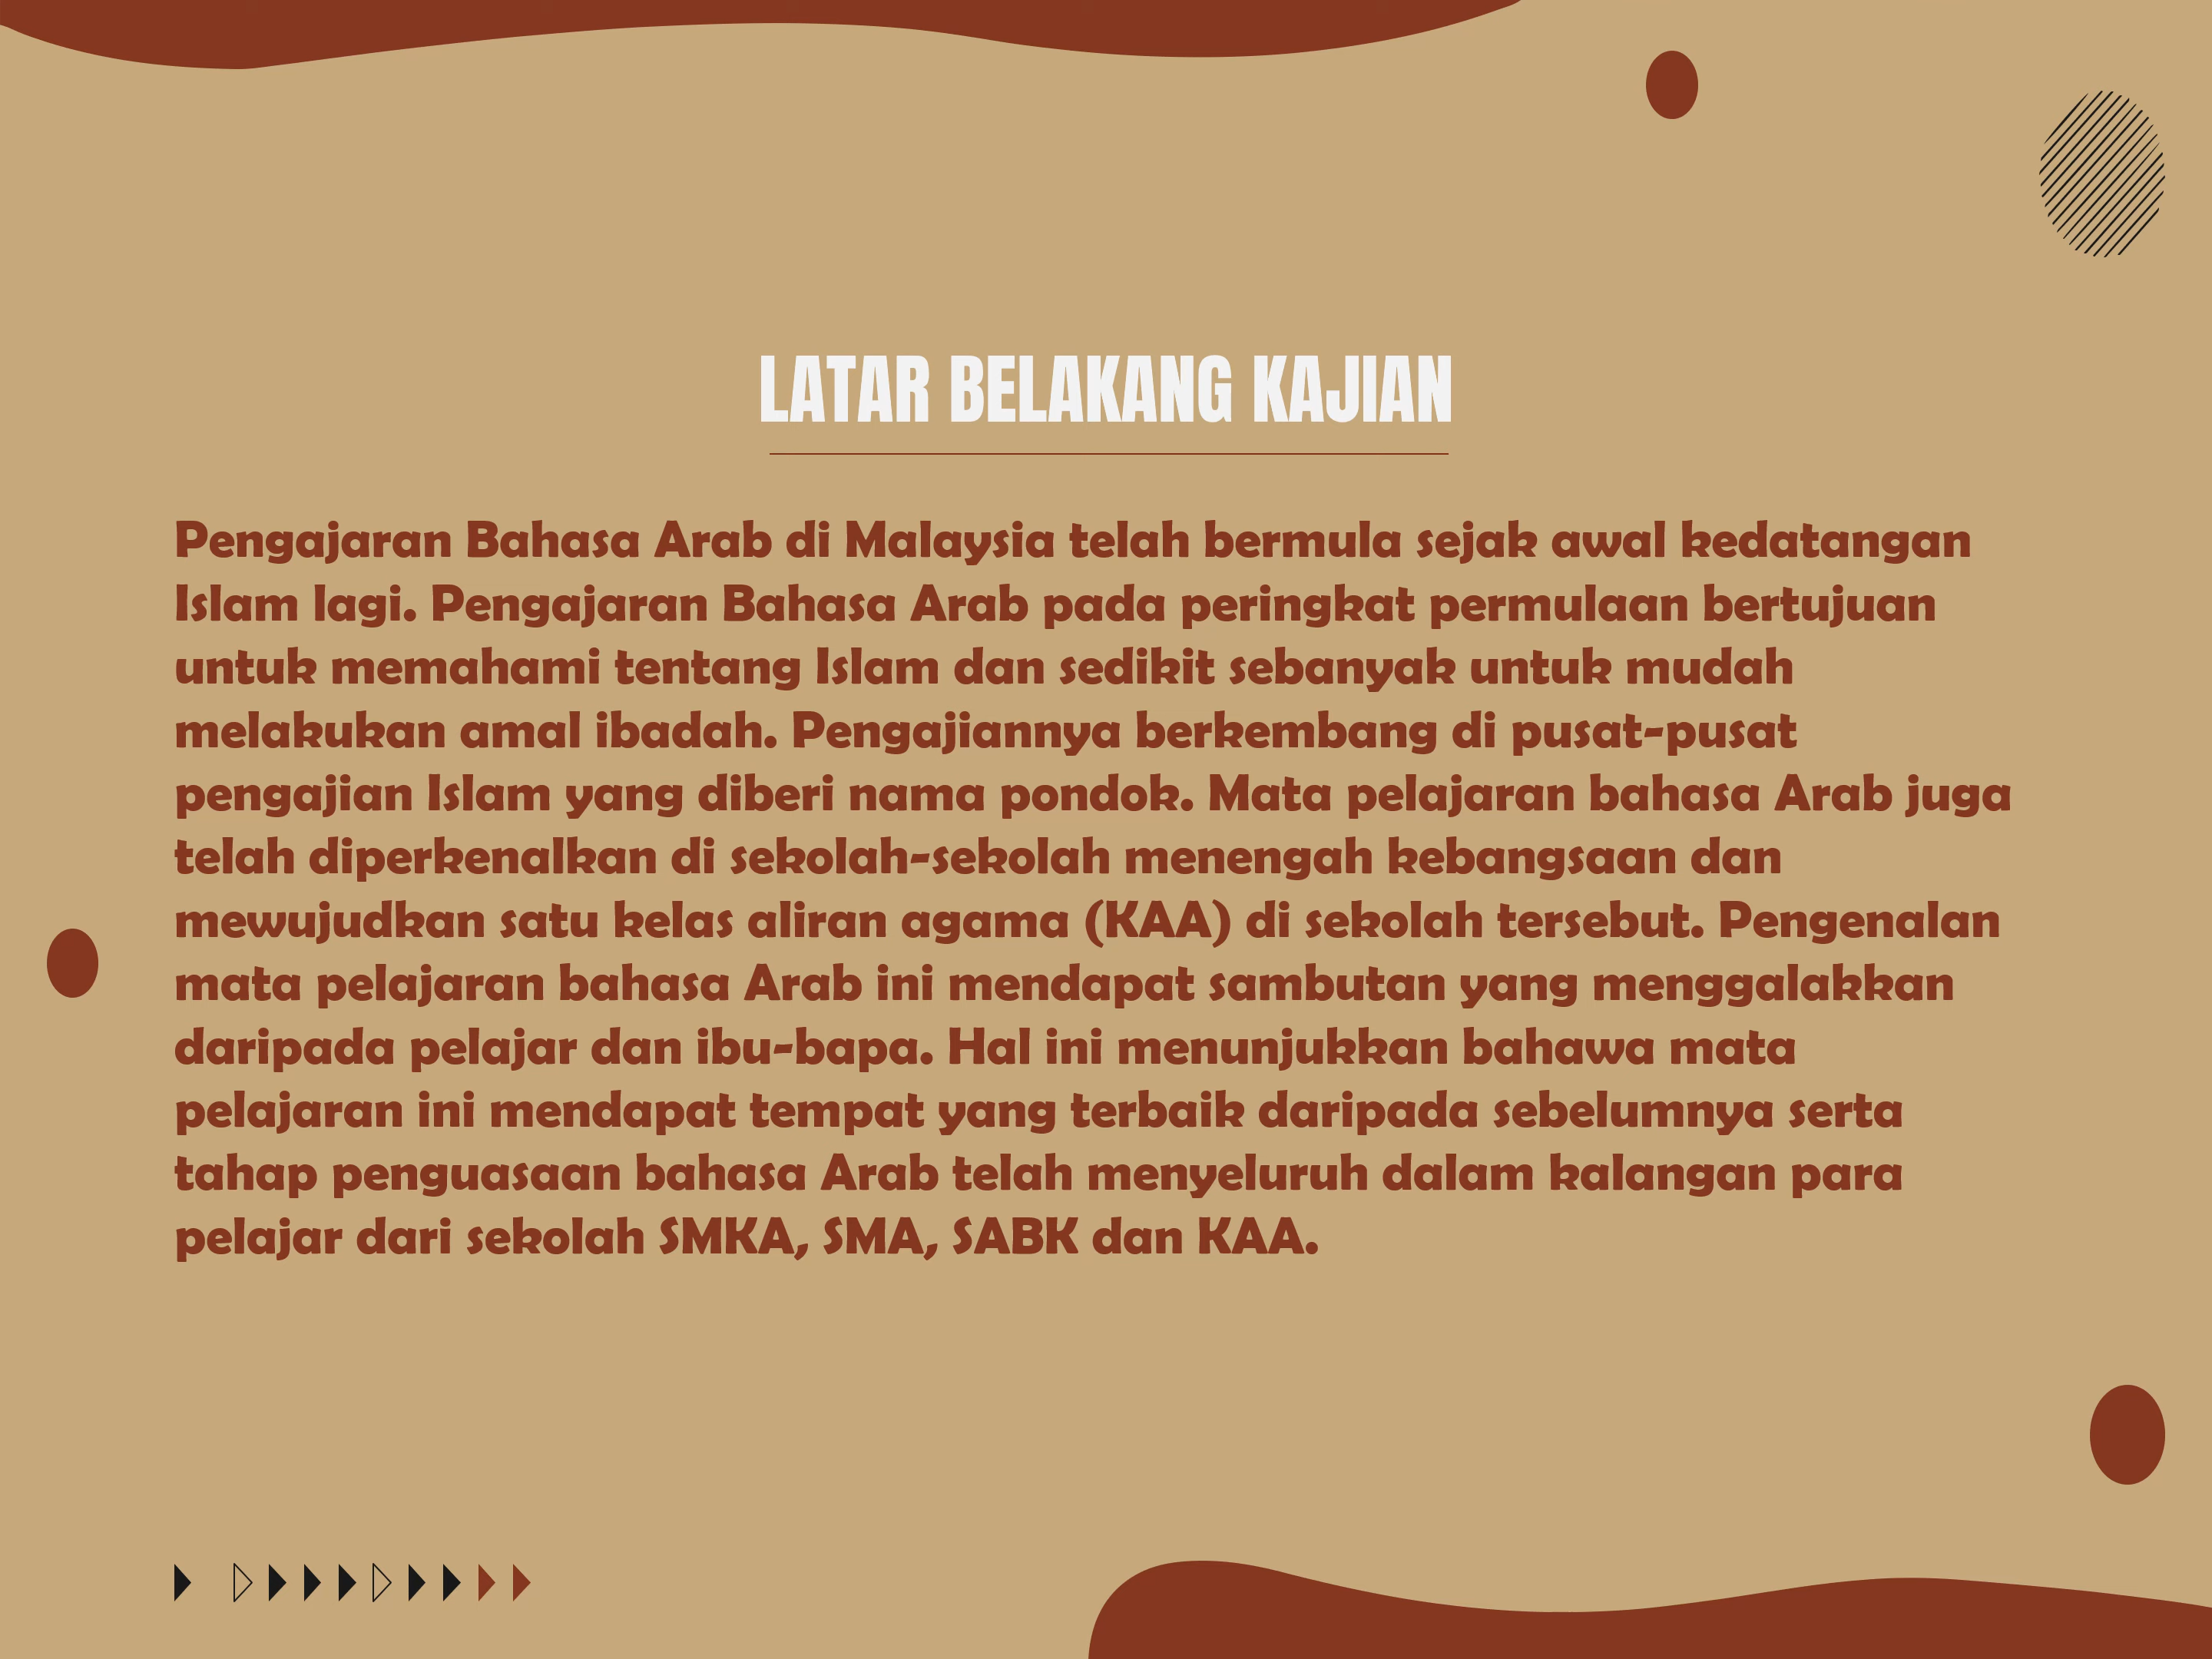 LATAR BELAKANG KAJIAN
Pengajaran Bahasa Arab di Malaysia telah bermula sejak awal kedatangan
Islam lagi. Pengajaran Bahasa Arab pada peringkat permulaan bertujuan
untuk memahami tentang Islam dan sedikit sebanyak untuk mudah
melakukan amal ibadah. Pengajiannya berkembang di pusat-pusat
pengajian Islam yang diberi nama pondok. Mata pelajaran bahasa Arab juga
telah diperkenalkan di sekolah-sekolah menengah kebangsaan dan
mewujudkan satu kelas aliran agama (KAA) di sekolah tersebut. Pengenalan
mata pelajaran bahasa Arab ini mendapat sambutan yang menggalakkan
daripada pelajar dan ibu-bapa. Hal ini menunjukkan bahawa mata
pelajaran ini mendapat tempat yang terbaik daripada sebelumnya serta
tahap penguasaan bahasa Arab telah menyeluruh dalam kalangan para
pelajar dari sekolah SMKA, SMA, SABK dan KAA.